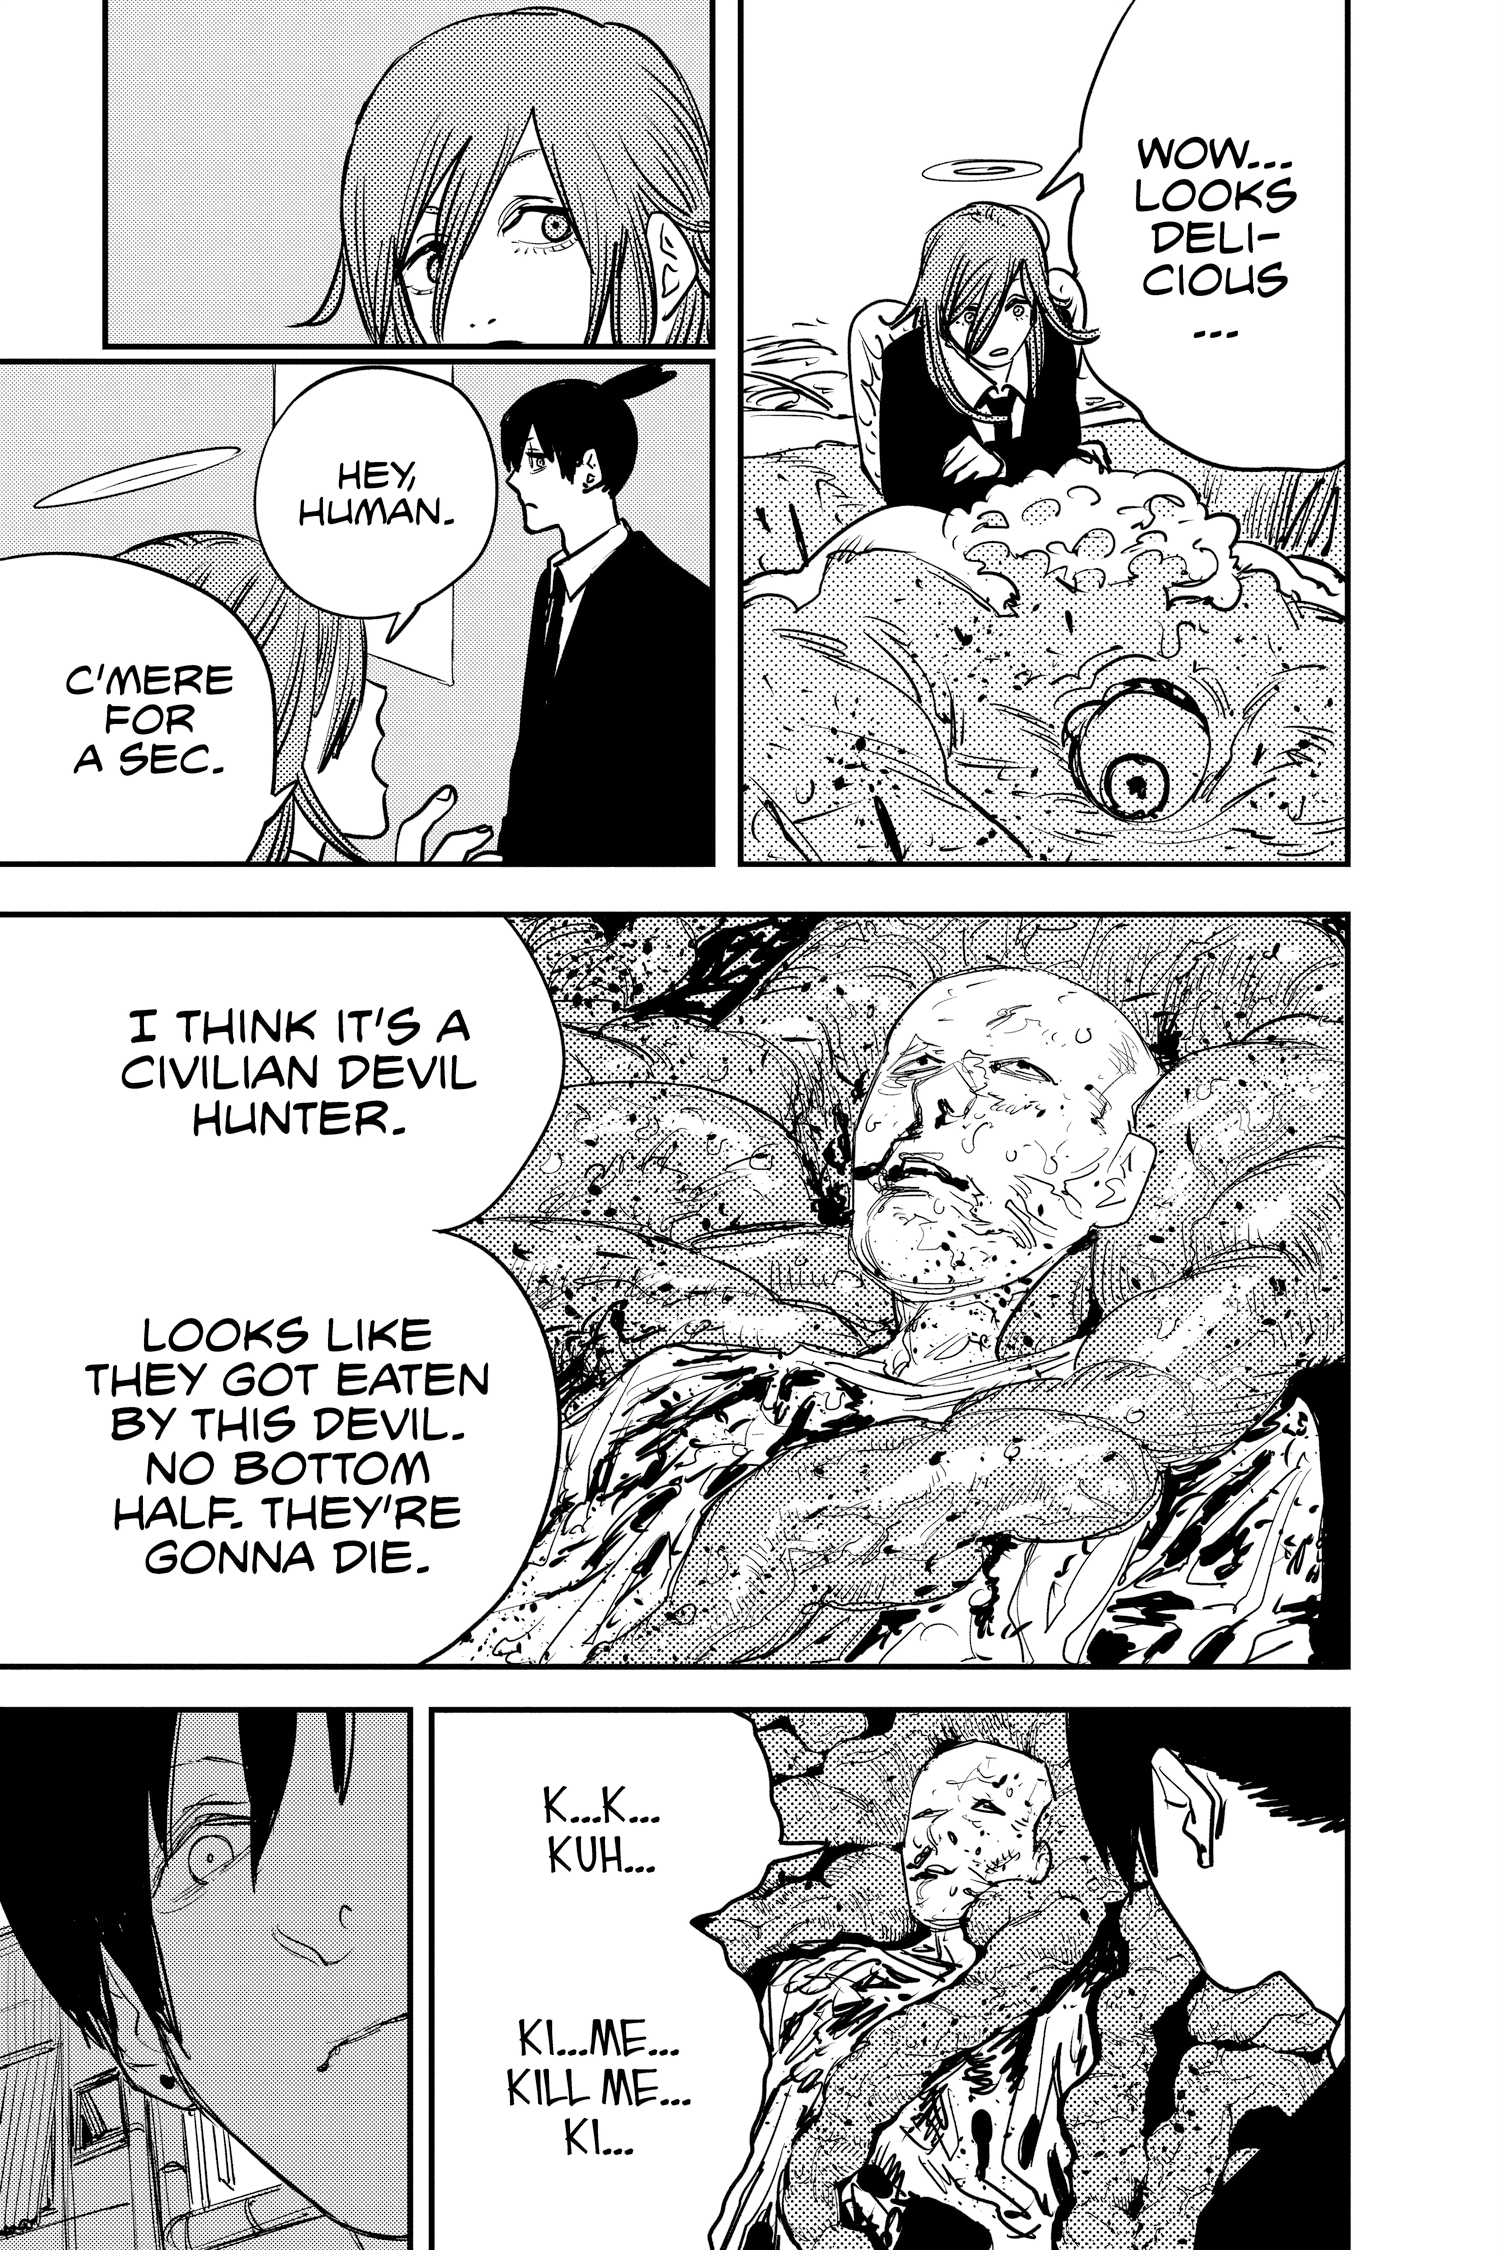 WOW...
LOOKS
DELI-
CIOUS
...
HEY,
HUMAN.
C'MERE
FOR
A SEC.
I THINK IT'S A
CIVILIAN DEVIL
HUNTER.
LOOKS LIKE
THEY GOT EATEN
BY THIS DEVIL.
NO BOTTOM
HALF. THEY'RE
GONNA DIE.
K...K...
KUH...
KI...ME...
KILL ME...
KI...